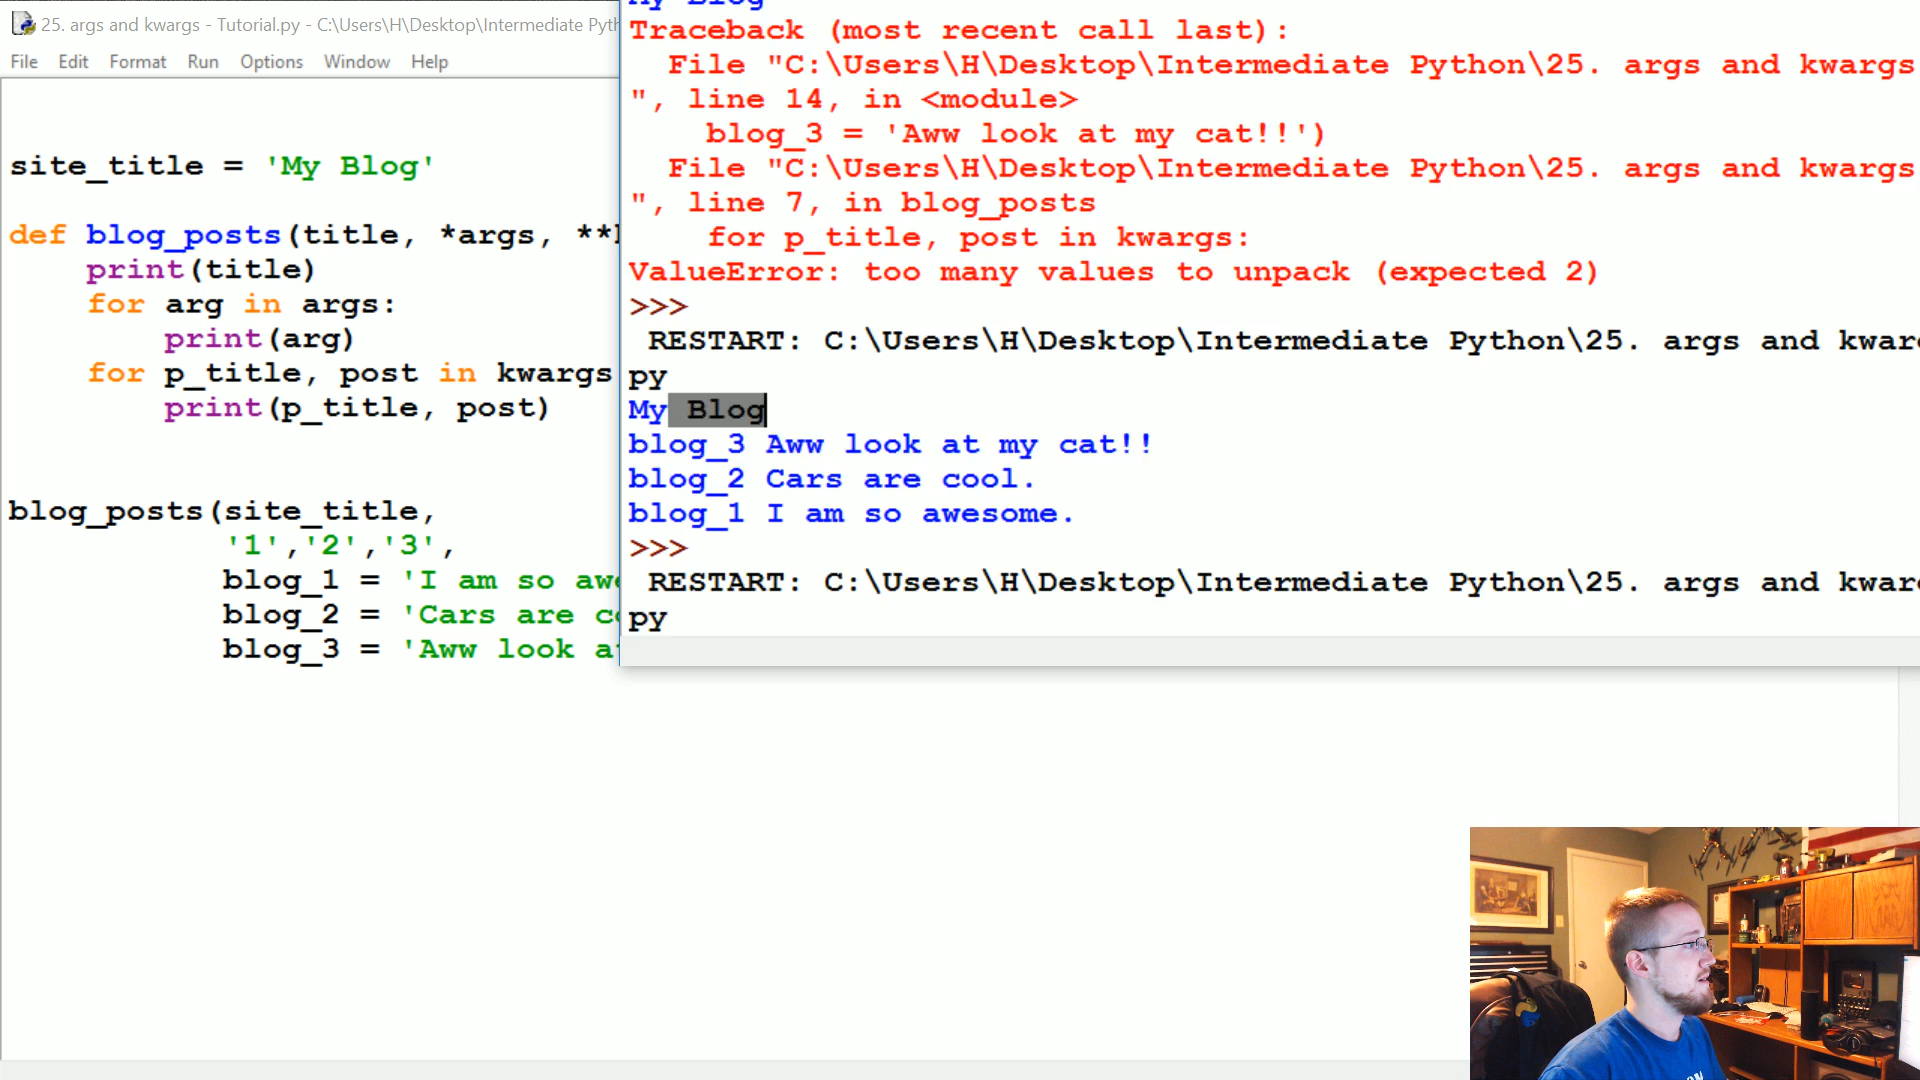 25. args and kwargs - Tutorial.py - C:\Users\H\Desktop\Intermediate Pyth
File Edit Format Run Options Window Help
site_title = 'My Blog'
def blog_posts(title, *args, **
    print(title)
    for arg in args:
        print(arg)
    for p_title, post in kwargs
        print(p_title, post)
blog_posts(site_title,
           '1','2','3',
           blog_1 = 'I am so awe
           blog_2 = 'Cars are co
           blog_3 = 'Aww look a
My Blog
Traceback (most recent call last):
  File "C:\Users\H\Desktop\Intermediate Python\25. args and kwargs
", line 14, in <module>
    blog_3 = 'Aww look at my cat!!')
  File "C:\Users\H\Desktop\Intermediate Python\25. args and kwargs
", line 7, in blog_posts
    for p_title, post in kwargs:
ValueError: too many values to unpack (expected 2)
>>>
 RESTART: C:\Users\H\Desktop\Intermediate Python\25. args and kwar
py
My Blog
blog_3 Aww look at my cat!!
blog_2 Cars are cool.
blog_1 I am so awesome.
>>>
 RESTART: C:\Users\H\Desktop\Intermediate Python\25. args and kwar
py